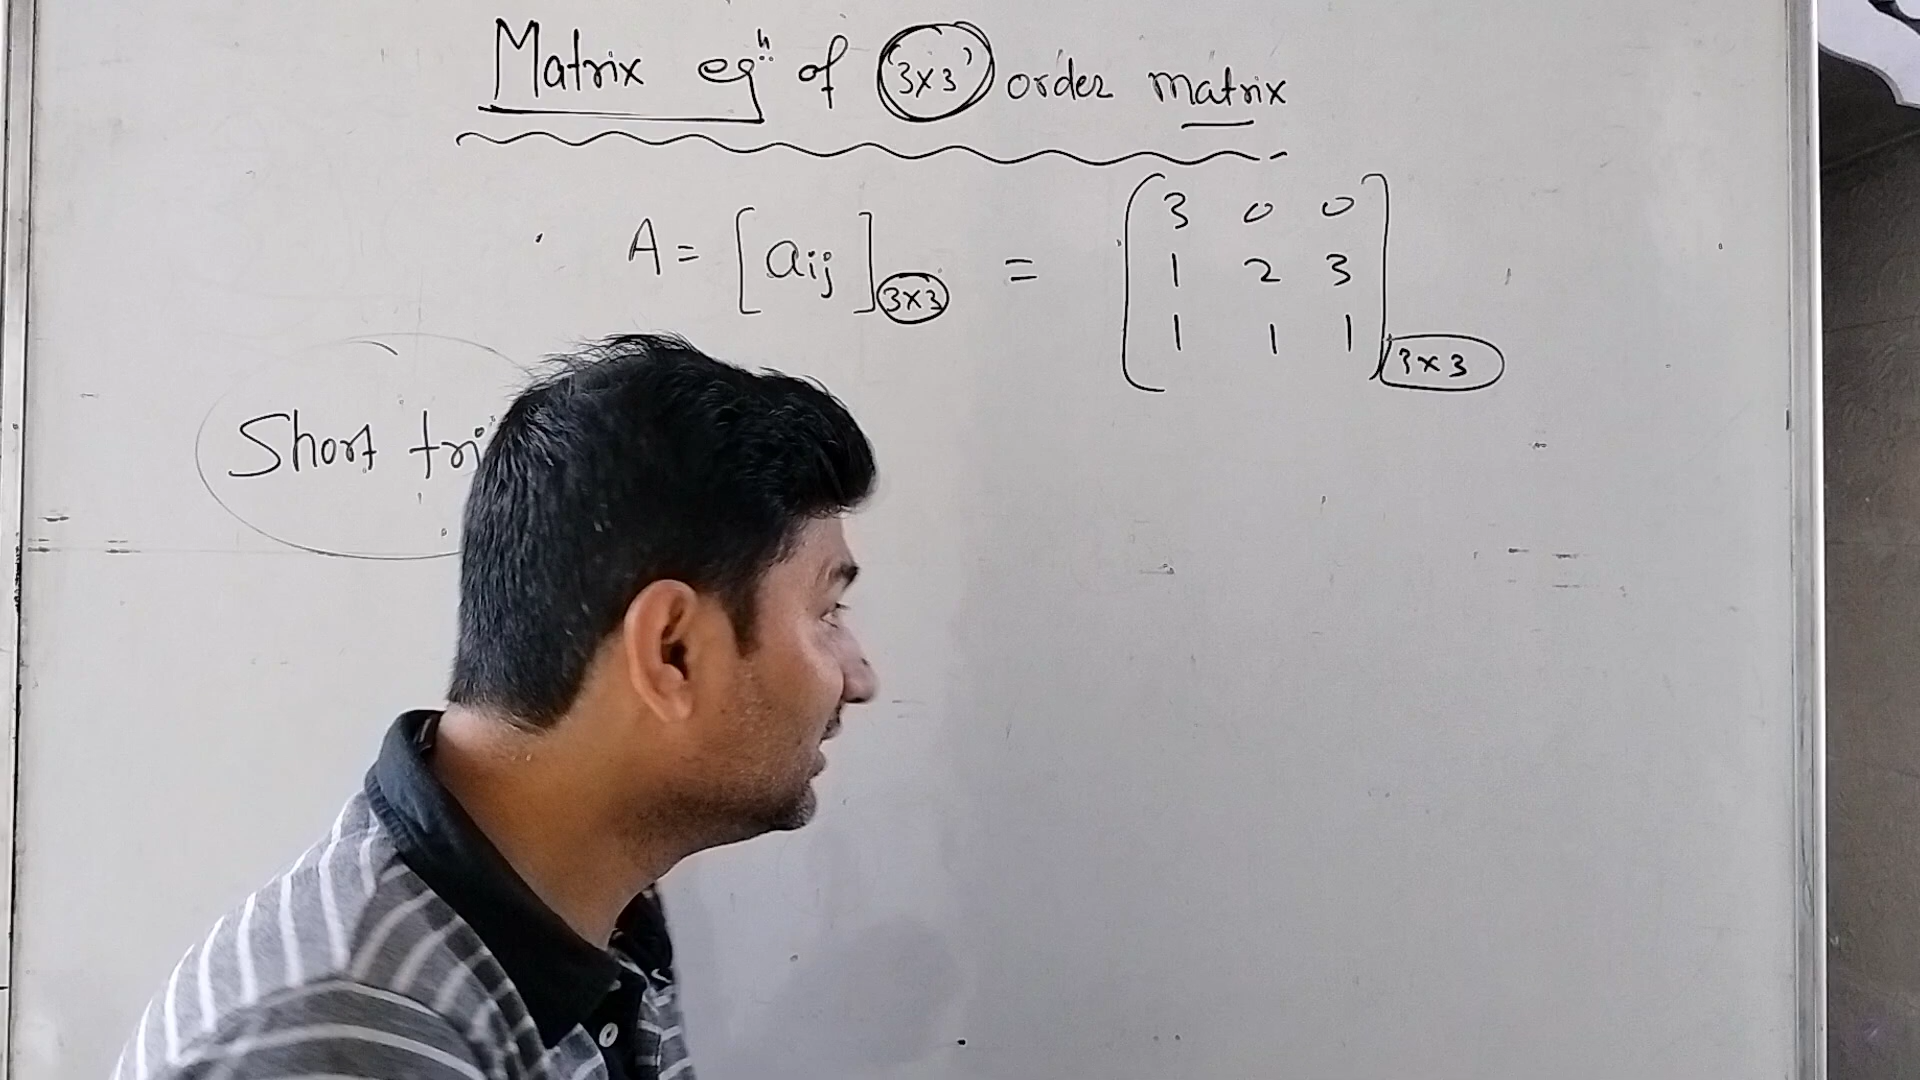 Matrix eqⁿ of '3x3' order matrix
A = [aij]3x3 = [3 0 0
1 2 3
1 1 1]3x3
Short